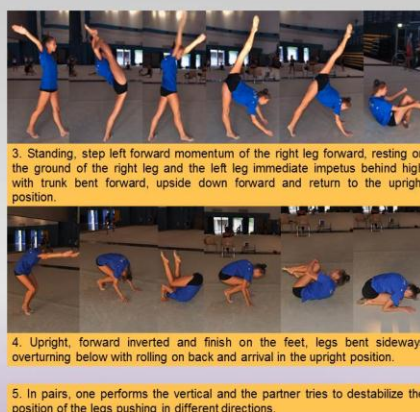 3. Standing, step left forward momentum of the right leg forward, resting on
the ground of the right leg and the left leg immediate impetus behind high
with trunk bent forward, upside down forward and return to the upright
position.
4. Upright, forward inverted and finish on the feet, legs bent sideways
overturning below with rolling on back and arrival in the upright position.
5. In pairs, one performs the vertical and the partner tries to destabilize the
position of the legs pushing in different directions.